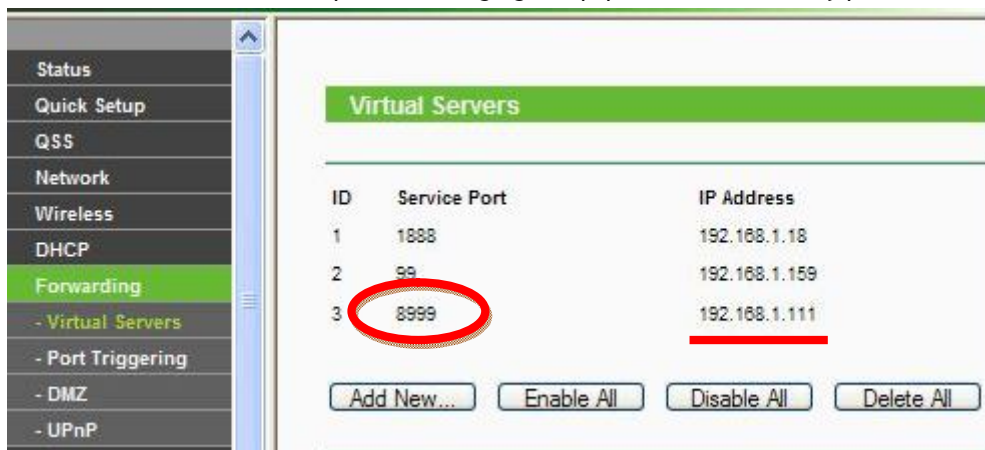 Status
Quick Setup
QSS
Network
Wireless
DHCP
Forwarding
- Virtual Servers
- Port Triggering
- DMZ
- UPnP
Virtual Servers
ID Service Port IP Address
1 1888 192.168.1.18
2 99 192.168.1.159
3 8999 192.168.1.111
Add New... Enable All Disable All Delete All